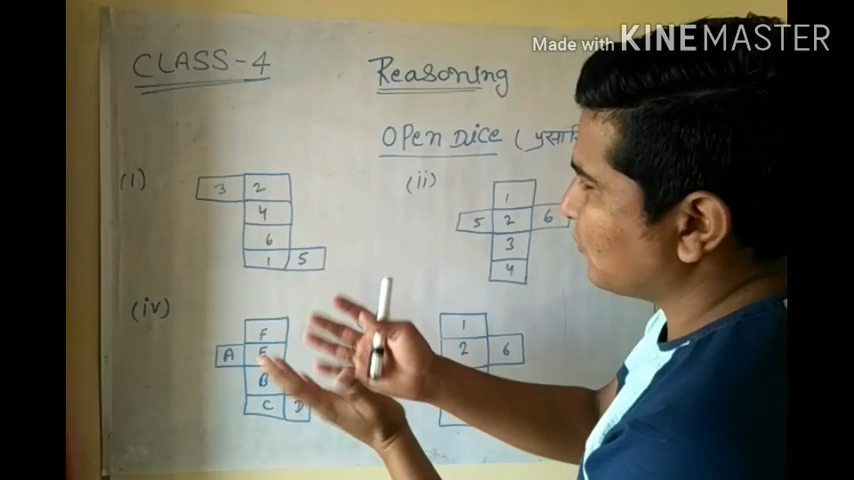 Made with KINEMASTER
CLASS-4
Reasoning
OPen Dice (
(i)
3 2
4
6
1 5
(ii)
1
5 2 6
3
4
(iv)
F
A E
B
C D
1
2 6